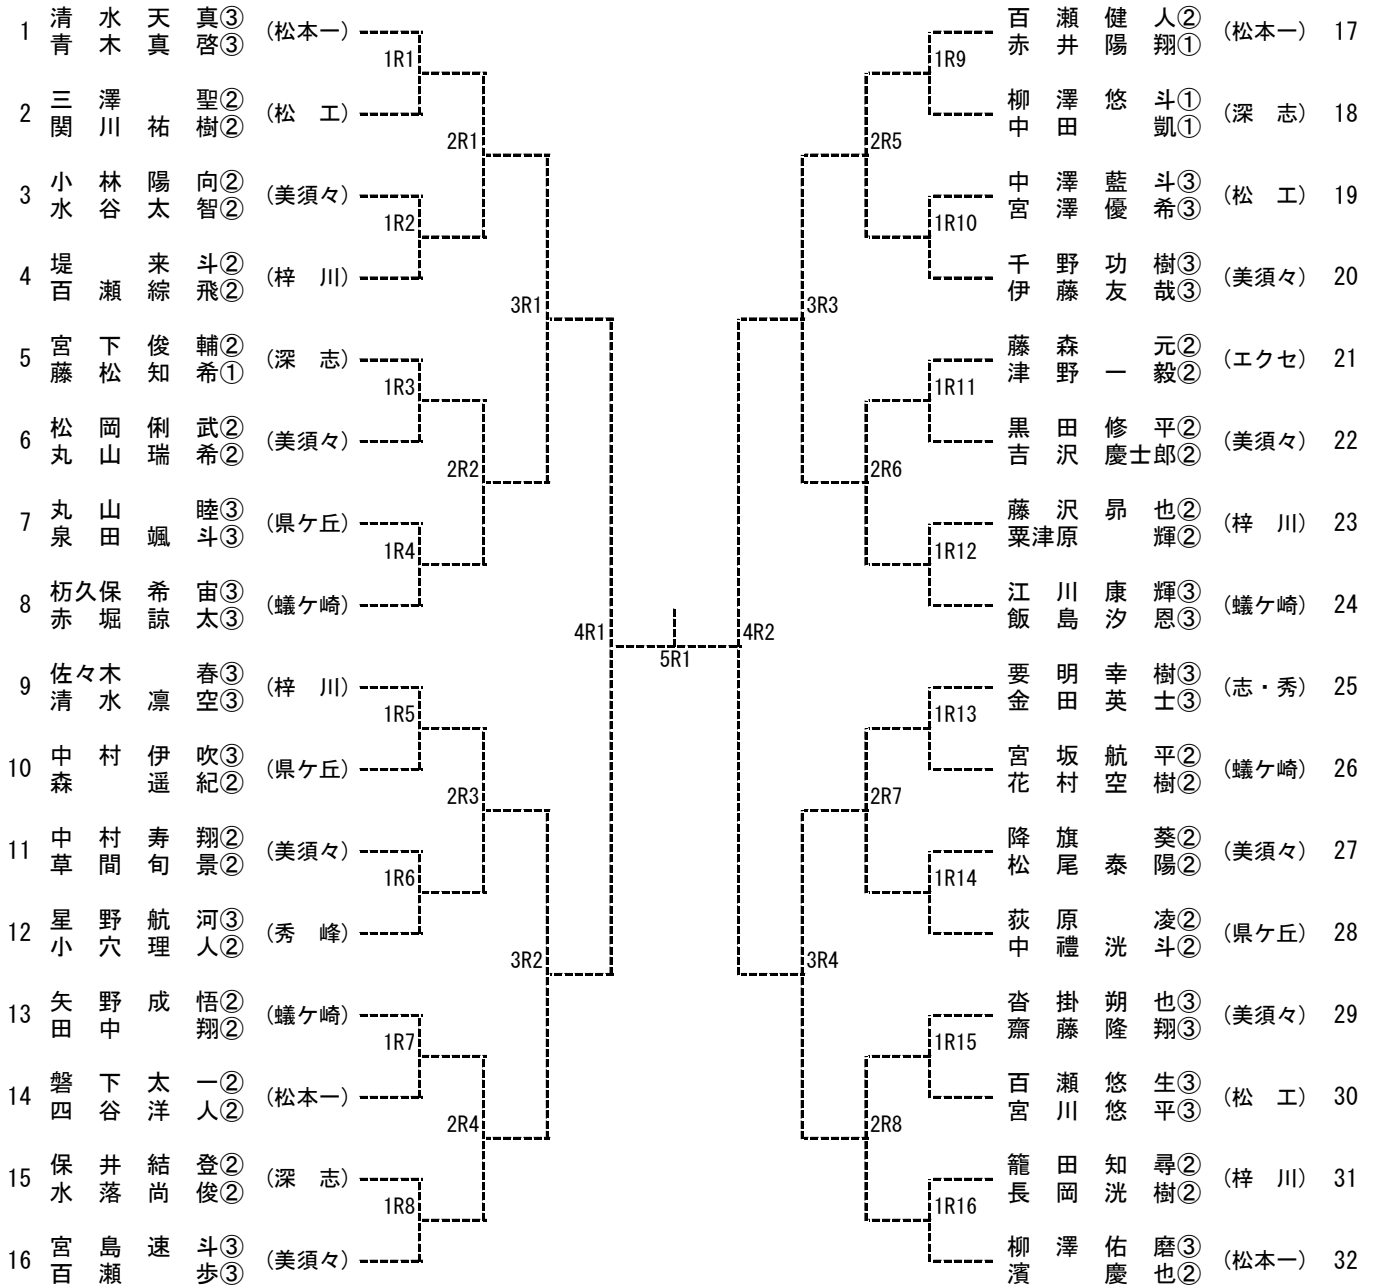 1 清水天真③ 青木真啓③ (松本一)
1R1
2 三澤聖② 関川祐樹② (松工)
2R1
3 小林陽向② 水谷太智② (美須々)
1R2
4 堤来斗② 百瀬綜飛② (梓川)
3R1
5 宮下俊輔② 藤松知希① (深志)
1R3
6 松岡俐武② 丸山瑞希② (美須々)
2R2
7 丸山睦③ 泉田颯斗③ (県ケ丘)
1R4
8 栃久保希宙③ 赤堀諒太③ (蟻ケ崎)
4R1
9 佐々木春③ 清水凛空③ (梓川)
1R5
10 中村伊吹③ 森遥紀② (県ケ丘)
2R3
11 中村寿翔② 草間旬景② (美須々)
1R6
12 星野航河③ 小穴理人② (秀峰)
3R2
13 矢野成悟② 田中翔② (蟻ケ崎)
1R7
14 磐下太一② 四谷洋人② (松本一)
2R4
15 保井結登② 水落尚俊② (深志)
1R8
16 宮島速斗③ 百瀬歩③ (美須々)
5R1
百瀬健人② 赤井陽翔① (松本一) 17
1R9
柳澤悠斗① 中田凱① (深志) 18
2R5
中澤藍斗③ 宮澤優希③ (松工) 19
1R10
千野功樹③ 伊藤友哉③ (美須々) 20
3R3
藤森元② 津野一毅② (エクセ) 21
1R11
黒田修平② 吉沢慶士郎② (美須々) 22
2R6
藤沢昴也② 粟津原輝② (梓川) 23
1R12
江川康輝③ 飯島汐恩③ (蟻ケ崎) 24
4R2
要明幸樹③ 金田英士③ (志・秀) 25
1R13
宮坂航平② 花村空樹② (蟻ケ崎) 26
2R7
降旗葵② 松尾泰陽② (美須々) 27
1R14
荻原凌② 中禮洸斗② (県ケ丘) 28
3R4
沓掛朔也③ 齋藤隆翔③ (美須々) 29
1R15
百瀬悠生③ 宮川悠平③ (松工) 30
2R8
籠田知尋② 長岡洸樹② (梓川) 31
1R16
柳澤佑磨③ 濱慶也② (松本一) 32